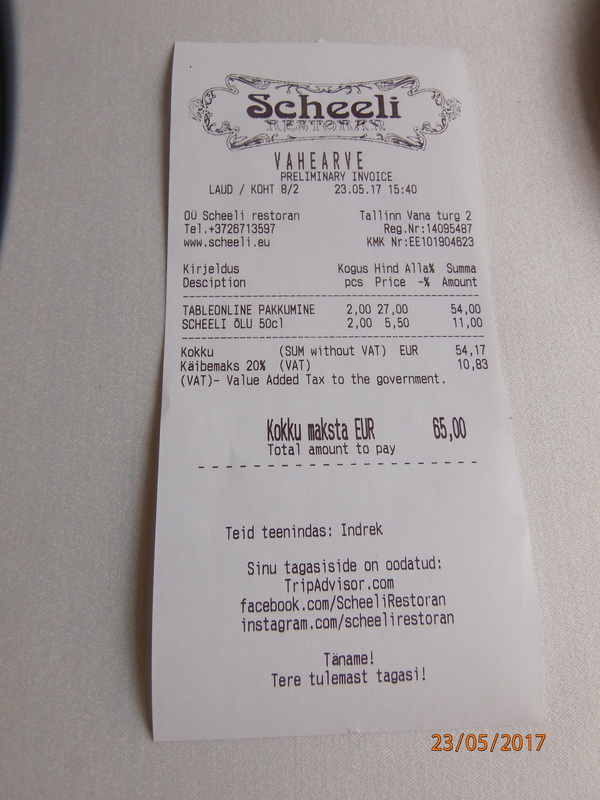 Scheeli
RESTORAN
VAHEARVE
PRELIMINARY INVOICE
LAUD / KOHT 8/2 23.05.17 15:40
OÜ Scheeli restoran Tallinn Vana turg 2
Tel.+3726713597 Reg.Nr:14095487
www.scheeli.eu KMK Nr:EE101904623
Kirjeldus Kogus Hind Alla% Summa
Desciption pcs Price -% Amount
TABLEONLINE PAKKUMINE 2,00 27,00 54,00
SCHEELI ÕLU 50cl 2,00 5,50 11,00
Kokku (SUM without VAT) EUR 54,17
Käibemaks 20% (VAT) 10,83
(VAT)- Value Added Tax to the government.
Kokku maksta EUR 65,00
Total amount to pay
Teid teenindas: Indrek
Sinu tagasiside on oodatud:
TripAdvisor.com
facebook.com/ScheeliRestoran
instagram.com/scheelirestoran
Täname!
Tere tulemast tagasi!
23/05/2017